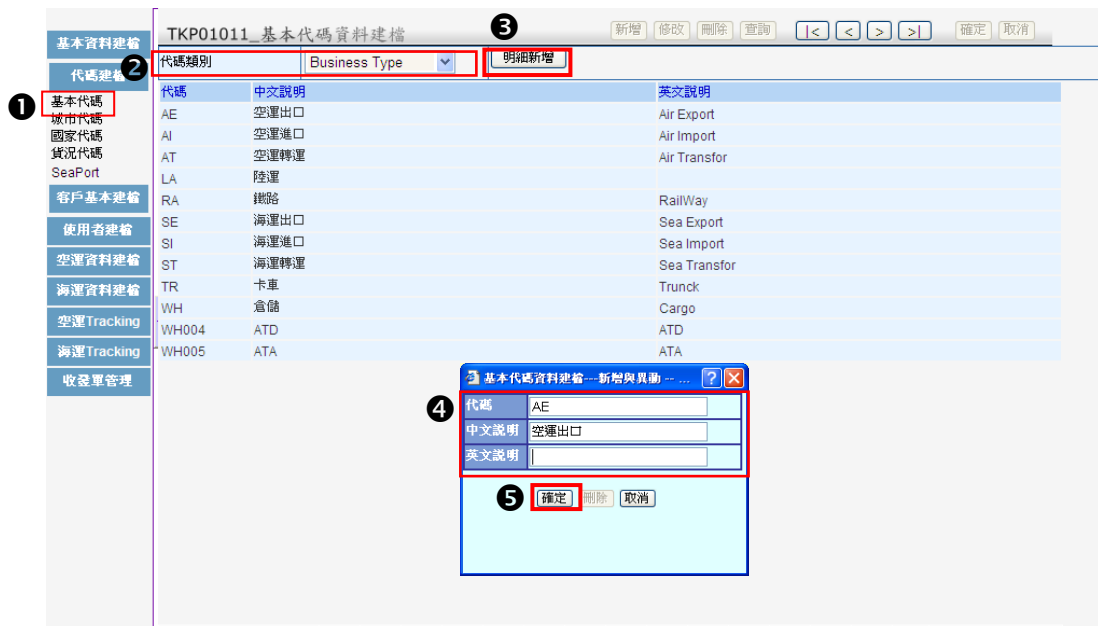 TKP01011_基本代碼資料建檔
❸
新增 修改 刪除 查詢 |< < > >| 確定 取消
基本資料建檔
代碼建檔
❷
代碼類別 Business Type 明細新增
❶
基本代碼
城市代碼
國家代碼
貨況代碼
SeaPort
客戶基本建檔
使用者建檔
空運資料建檔
海運資料建檔
空運Tracking
海運Tracking
收發單管理
代碼 中文說明 英文說明
AE 空運出口 Air Export
AI 空運進口 Air Import
AT 空運轉運 Air Transfor
LA 陸運
RA 鐵路 RailWay
SE 海運出口 Sea Export
SI 海運進口 Sea Import
ST 海運轉運 Sea Transfor
TR 卡車 Trunck
WH 倉儲 Cargo
WH004 ATD ATD
WH005 ATA ATA
基本代碼資料建檔---新增與異動 -- ...
❹
代碼 AE
中文說明 空運出口
英文說明
❺
確定 刪除 取消